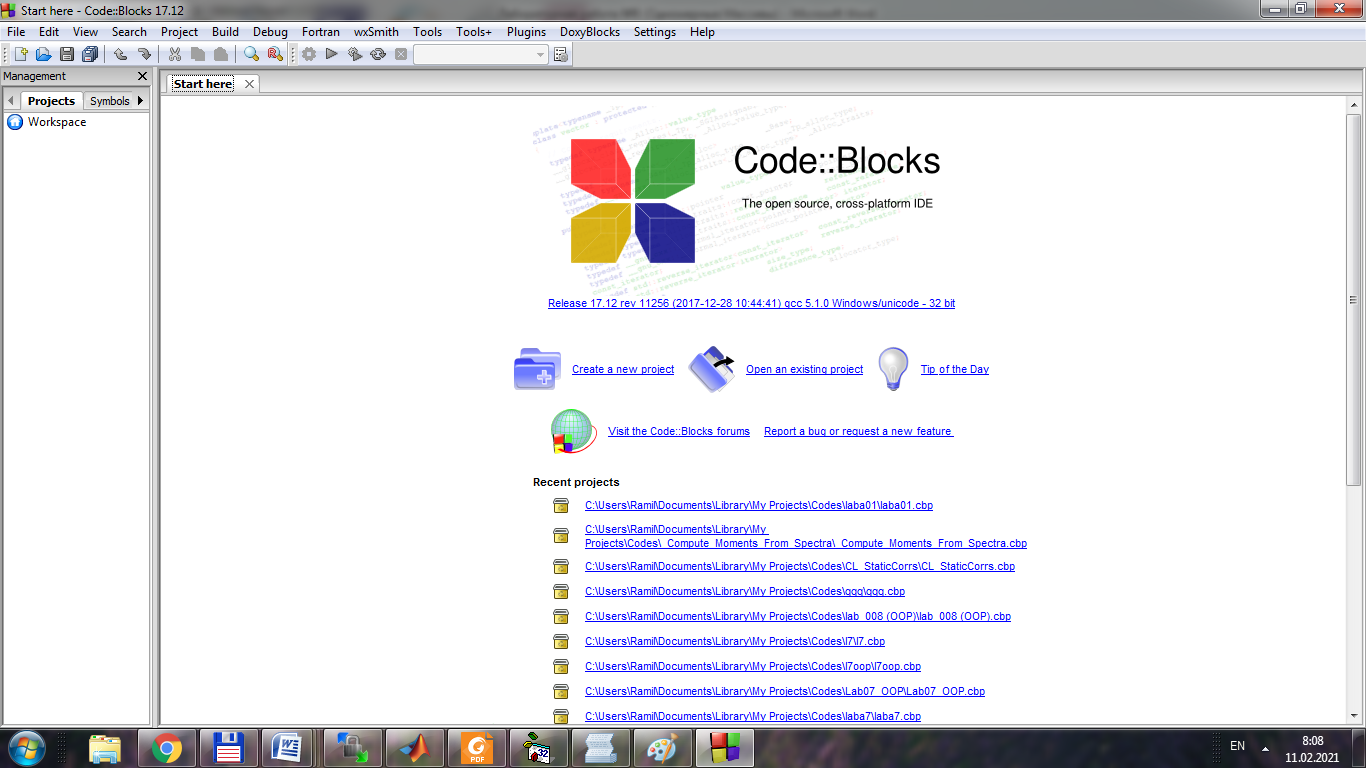 Start here - Code::Blocks 17.12
File Edit View Search Project Build Debug Fortran wxSmith Tools Tools+ Plugins DoxyBlocks Settings Help
Management
Projects Symbols
Workspace
Start here
Code::Blocks
The open source, cross-platform IDE
Release 17.12 rev 11256 (2017-12-28 10:44:41) gcc 5.1.0 Windows/unicode - 32 bit
Create a new project Open an existing project Tip of the Day
Visit the Code::Blocks forums Report a bug or request a new feature
Recent projects
C:\Users\Ramil\Documents\Library\My Projects\Codes\laba01\laba01.cbp
C:\Users\Ramil\Documents\Library\My
Projects\Codes\_Compute_Moments_From_Spectra\_Compute_Moments_From_Spectra.cbp
C:\Users\Ramil\Documents\Library\My Projects\Codes\CL_StaticCorrs\CL_StaticCorrs.cbp
C:\Users\Ramil\Documents\Library\My Projects\Codes\qqq\qqq.cbp
C:\Users\Ramil\Documents\Library\My Projects\Codes\lab_008 (OOP)\lab_008 (OOP).cbp
C:\Users\Ramil\Documents\Library\My Projects\Codes\l7\l7.cbp
C:\Users\Ramil\Documents\Library\My Projects\Codes\l7oop\l7oop.cbp
C:\Users\Ramil\Documents\Library\My Projects\Codes\Lab07_OOP\Lab07_OOP.cbp
C:\Users\Ramil\Documents\Library\My Projects\Codes\laba7\laba7.cbp
PDF
32
EN
8:08
11.02.2021